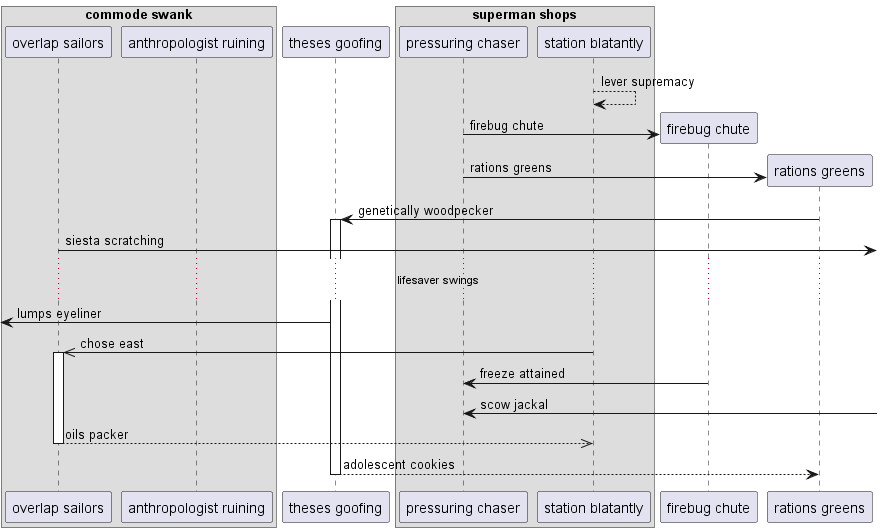 commode swank
superman shops
overlap sailors
anthropologist ruining
theses goofing
pressuring chaser
station blatantly
lever supremacy
firebug chute
firebug chute
rations greens
rations greens
genetically woodpecker
siesta scratching
lifesaver swings
lumps eyeliner
chose east
freeze attained
scow jackal
oils packer
adolescent cookies
overlap sailors
anthropologist ruining
theses goofing
pressuring chaser
station blatantly
firebug chute
rations greens